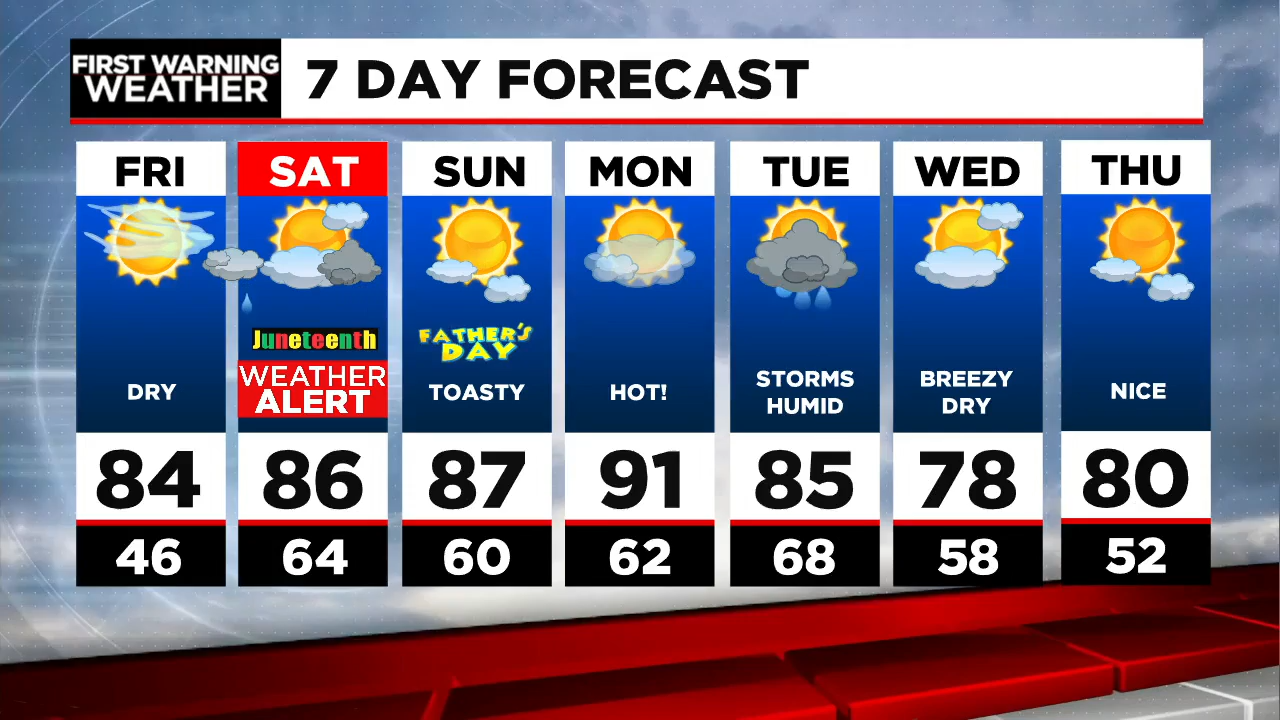 FIRST WARNING
WEATHER
7 DAY FORECAST
FRI
SAT
SUN
MON
TUE
WED
THU
Juneteenth
FATHER'S
DAY
DRY
WEATHER
ALERT
TOASTY
HOT!
STORMS
HUMID
BREEZY
DRY
NICE
84
86
87
91
85
78
80
46
64
60
62
68
58
52